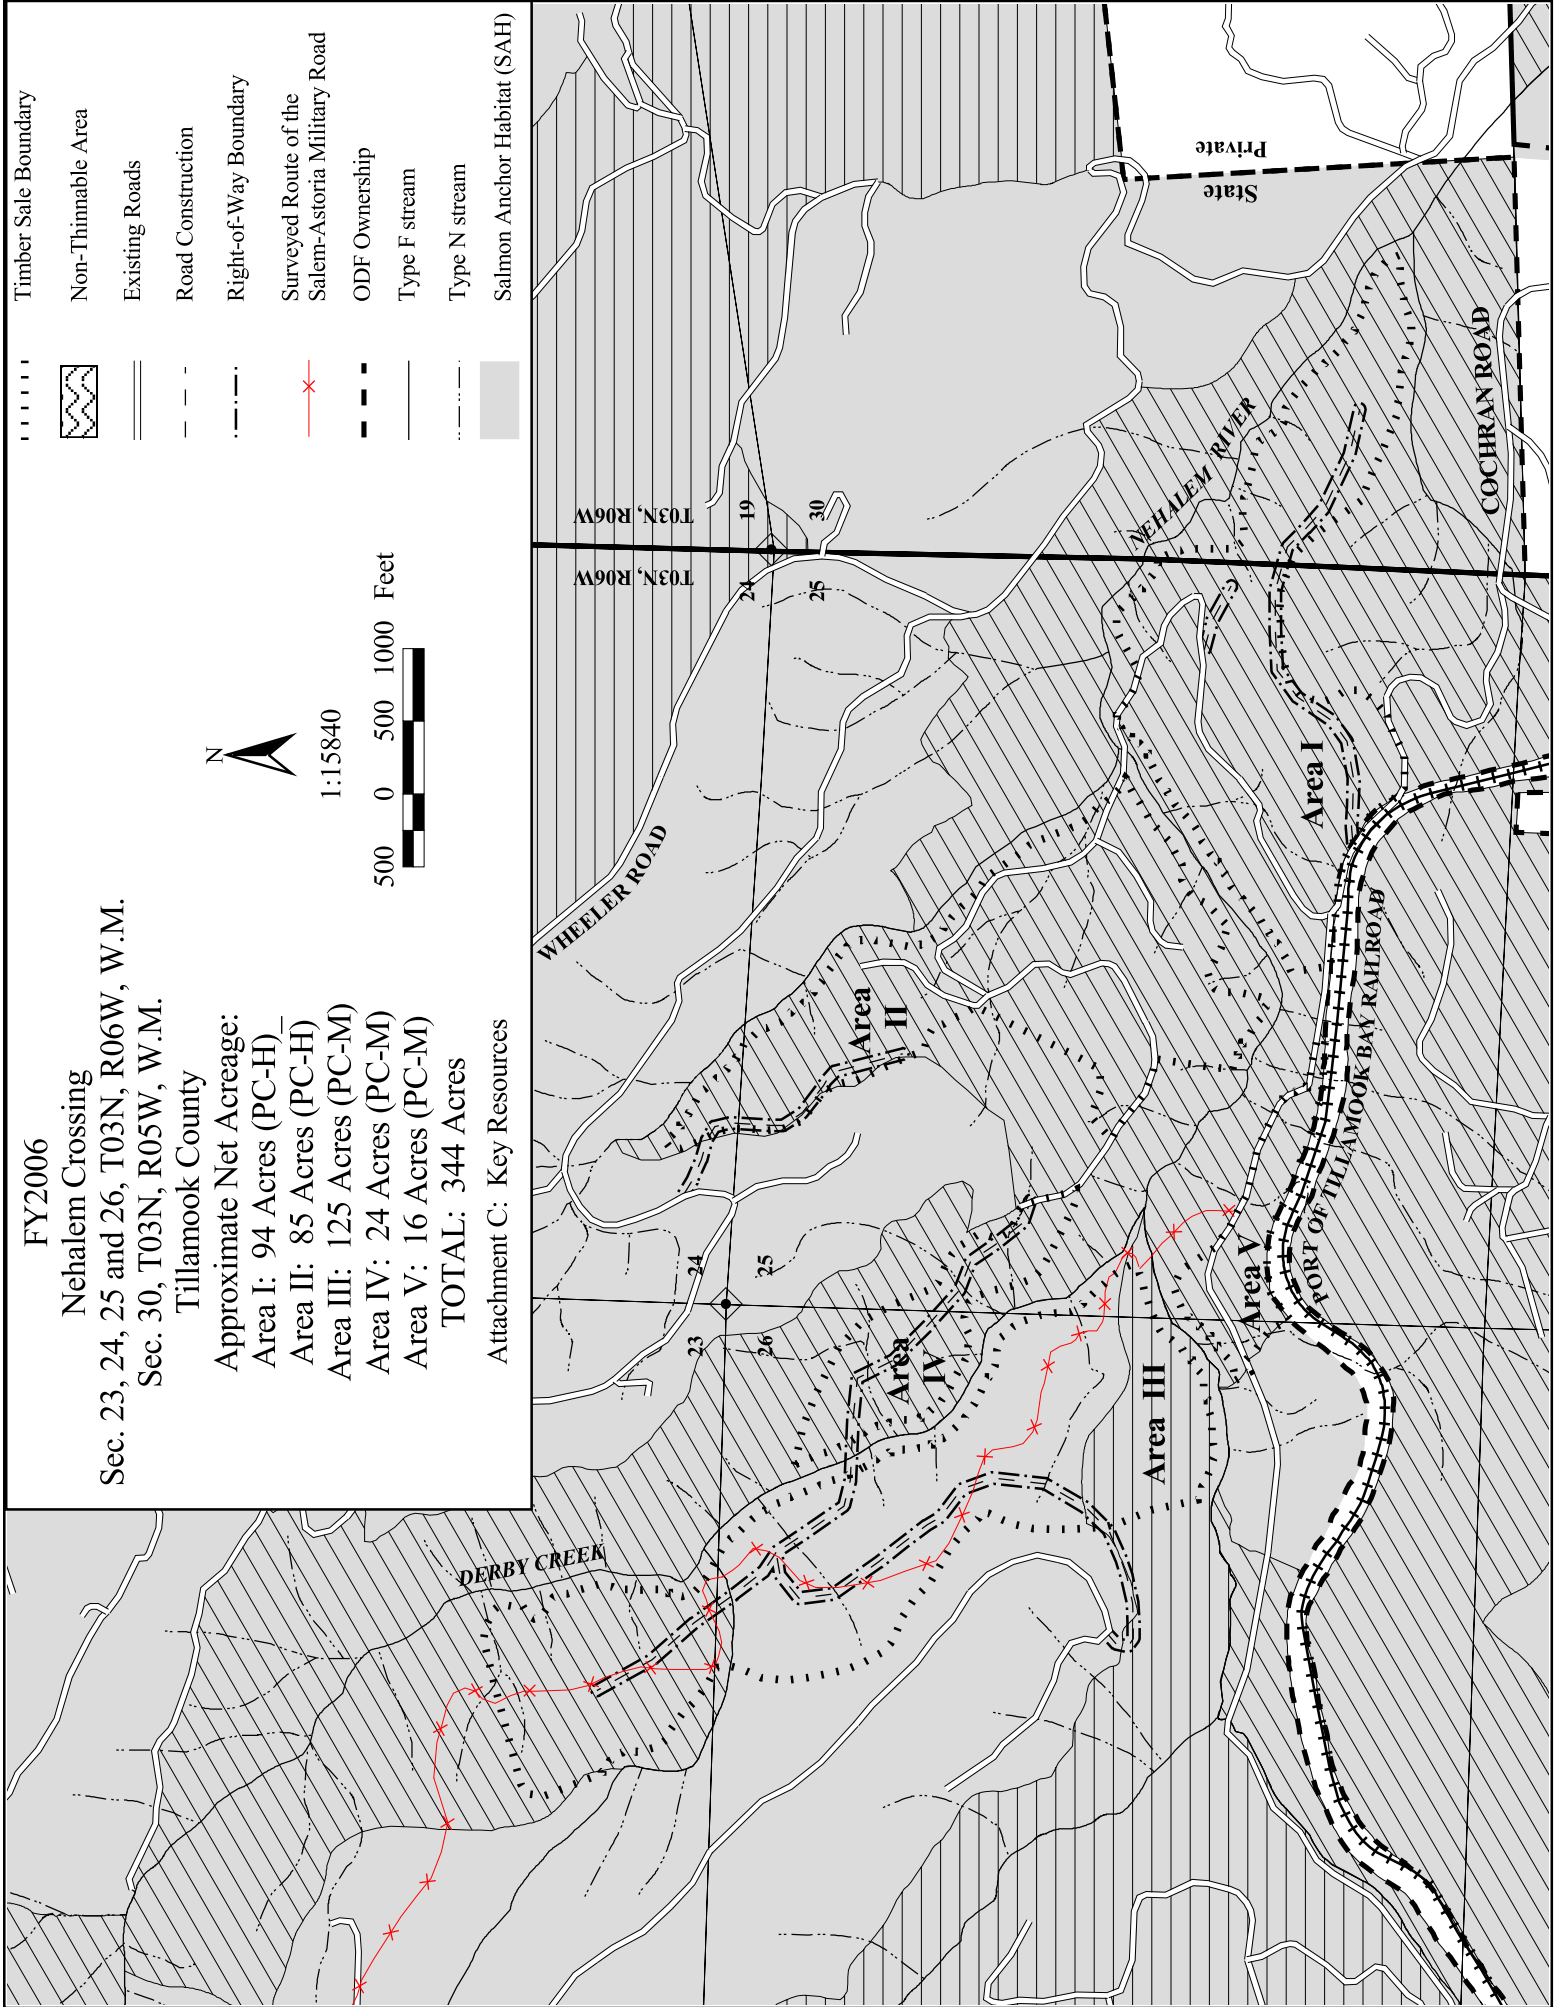 FY2006
Nehalem Crossing
Sec. 23, 24, 25 and 26, T03N, R06W, W.M.
Sec. 30, T03N, R05W, W.M.
Tillamook County
Approximate Net Acreage:
Area I: 94 Acres (PC-H)_
Area II: 85 Acres (PC-H)
Area III: 125 Acres (PC-M)
Area IV: 24 Acres (PC-M)
Area V: 16 Acres (PC-M)
TOTAL: 344 Acres
Attachment C: Key Resources
N
1:15840
500 0 500 1000 Feet
Timber Sale Boundary
Non-Thinnable Area
Existing Roads
Road Construction
Right-of-Way Boundary
Surveyed Route of the
Salem-Astoria Military Road
ODF Ownership
Type F stream
Type N stream
Salmon Anchor Habitat (SAH)
WHEELER ROAD
T03N, R06W
T03N, R06W
24
19
25
30
23
24
26
25
DERBY CREEK
NEHALEM RIVER
State
Private
Area
II
Area
IV
Area III
Area V
Area I
PORT OF TILLAMOOK BAY RAILROAD
COCHRAN ROAD